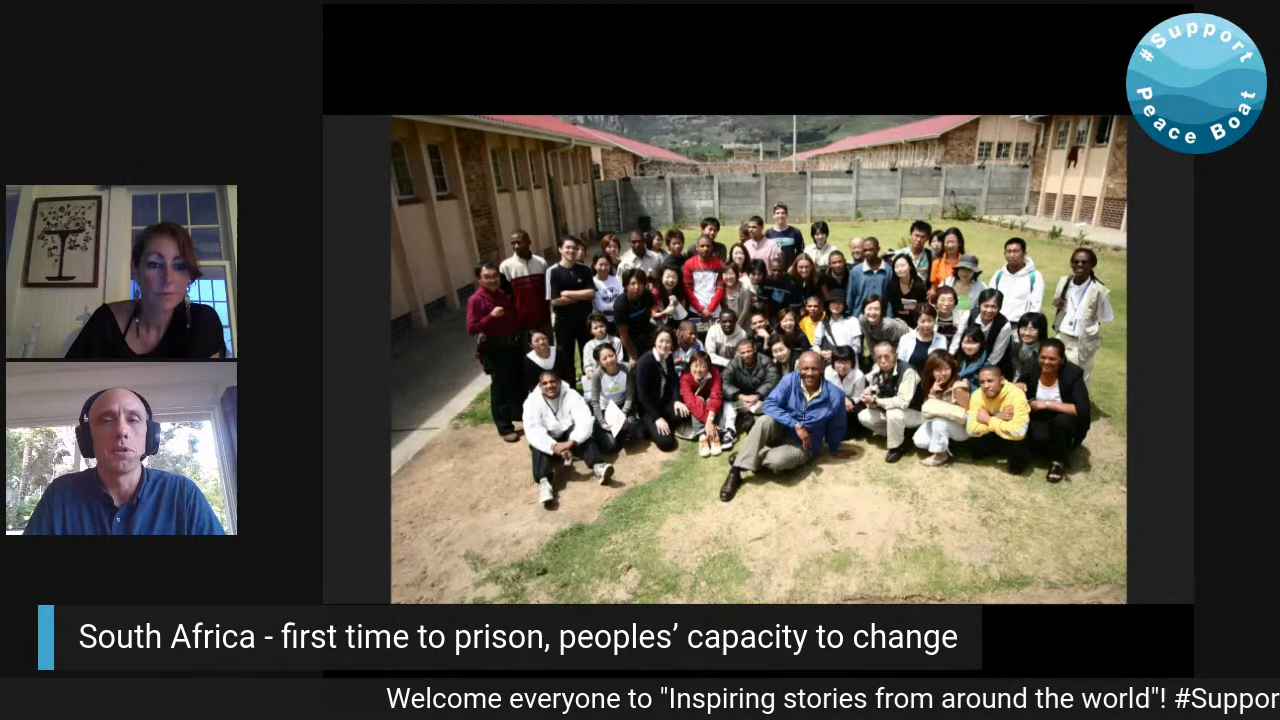 #Support
Peace Boat
South Africa - first time to prison, peoples’ capacity to change
Welcome everyone to "Inspiring stories from around the world"! #Suppor